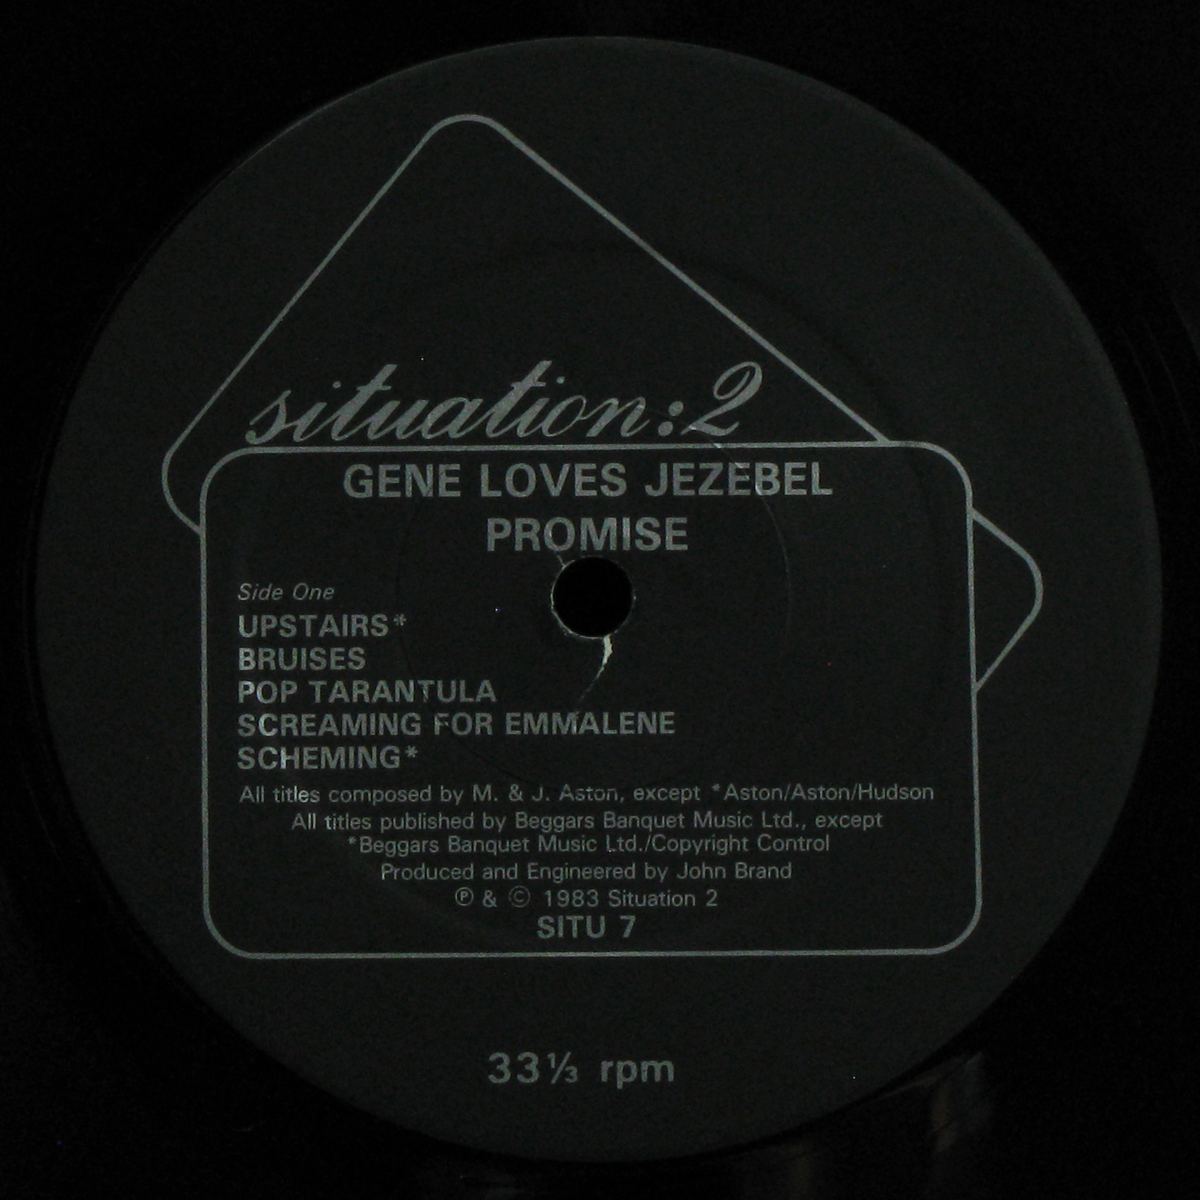 situation:2
GENE LOVES JEZEBEL
PROMISE
Side One
UPSTAIRS*
BRUISES
POP TARANTULA
SCREAMING FOR EMMALENE
SCHEMING*
All titles composed by M. & J. Aston, except *Aston/Aston/Hudson
All titles published by Beggars Banquet Music Ltd., except
*Beggars Banquet Music Ltd./Copyright Control
Produced and Engineered by John Brand
℗ & © 1983 Situation 2
SITU 7
33⅓ rpm